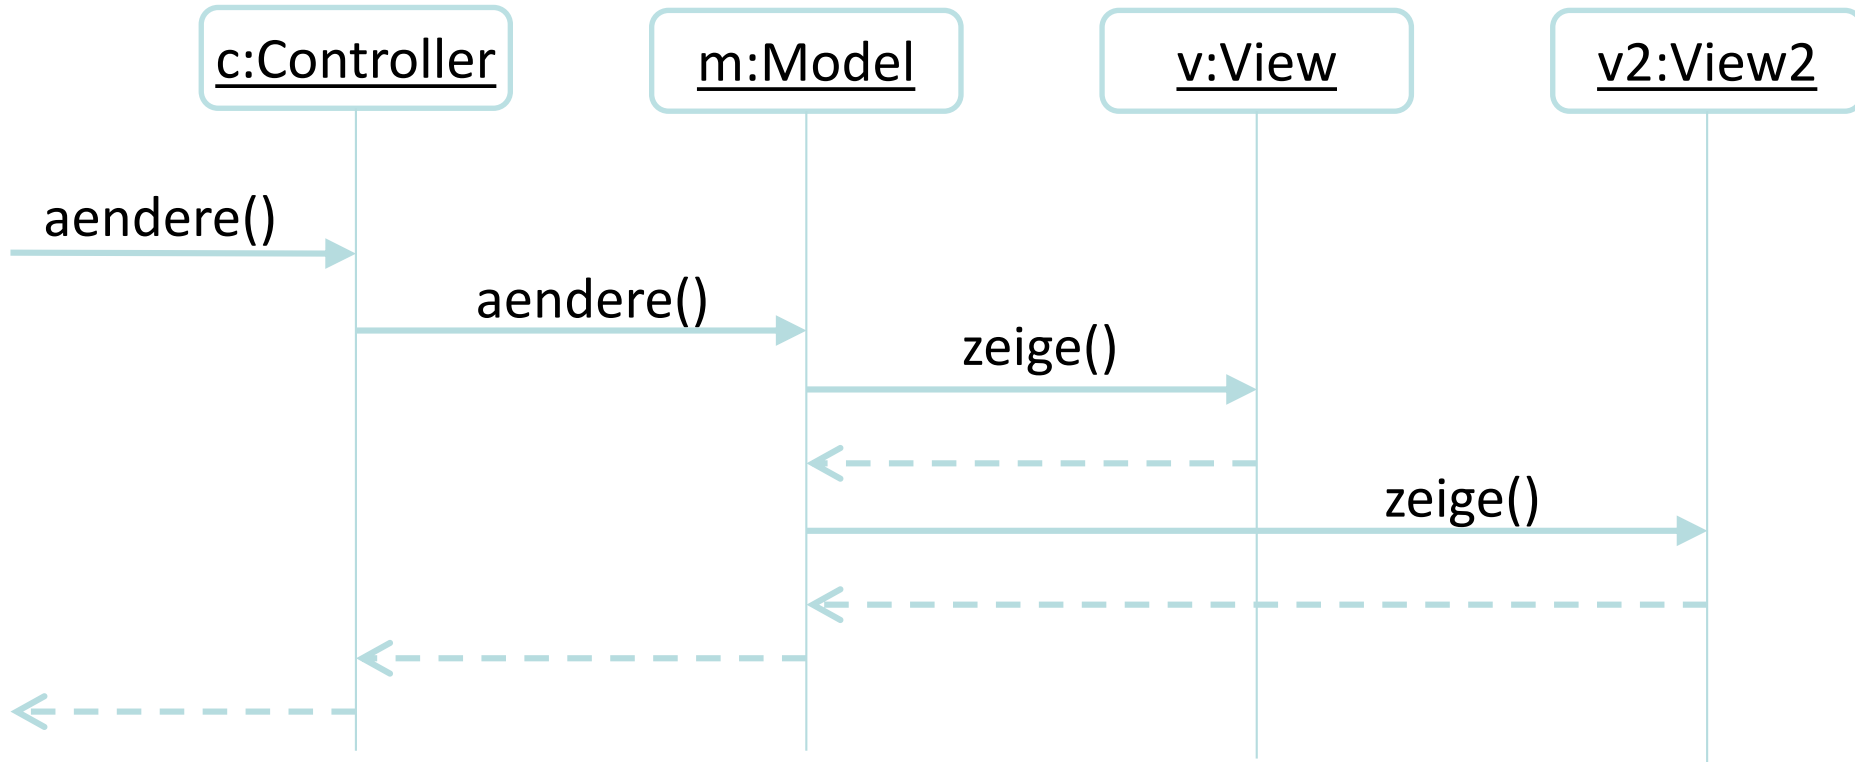 c:Controller
m:Model
v:View
v2:View2
aendere()
aendere()
zeige()
zeige()